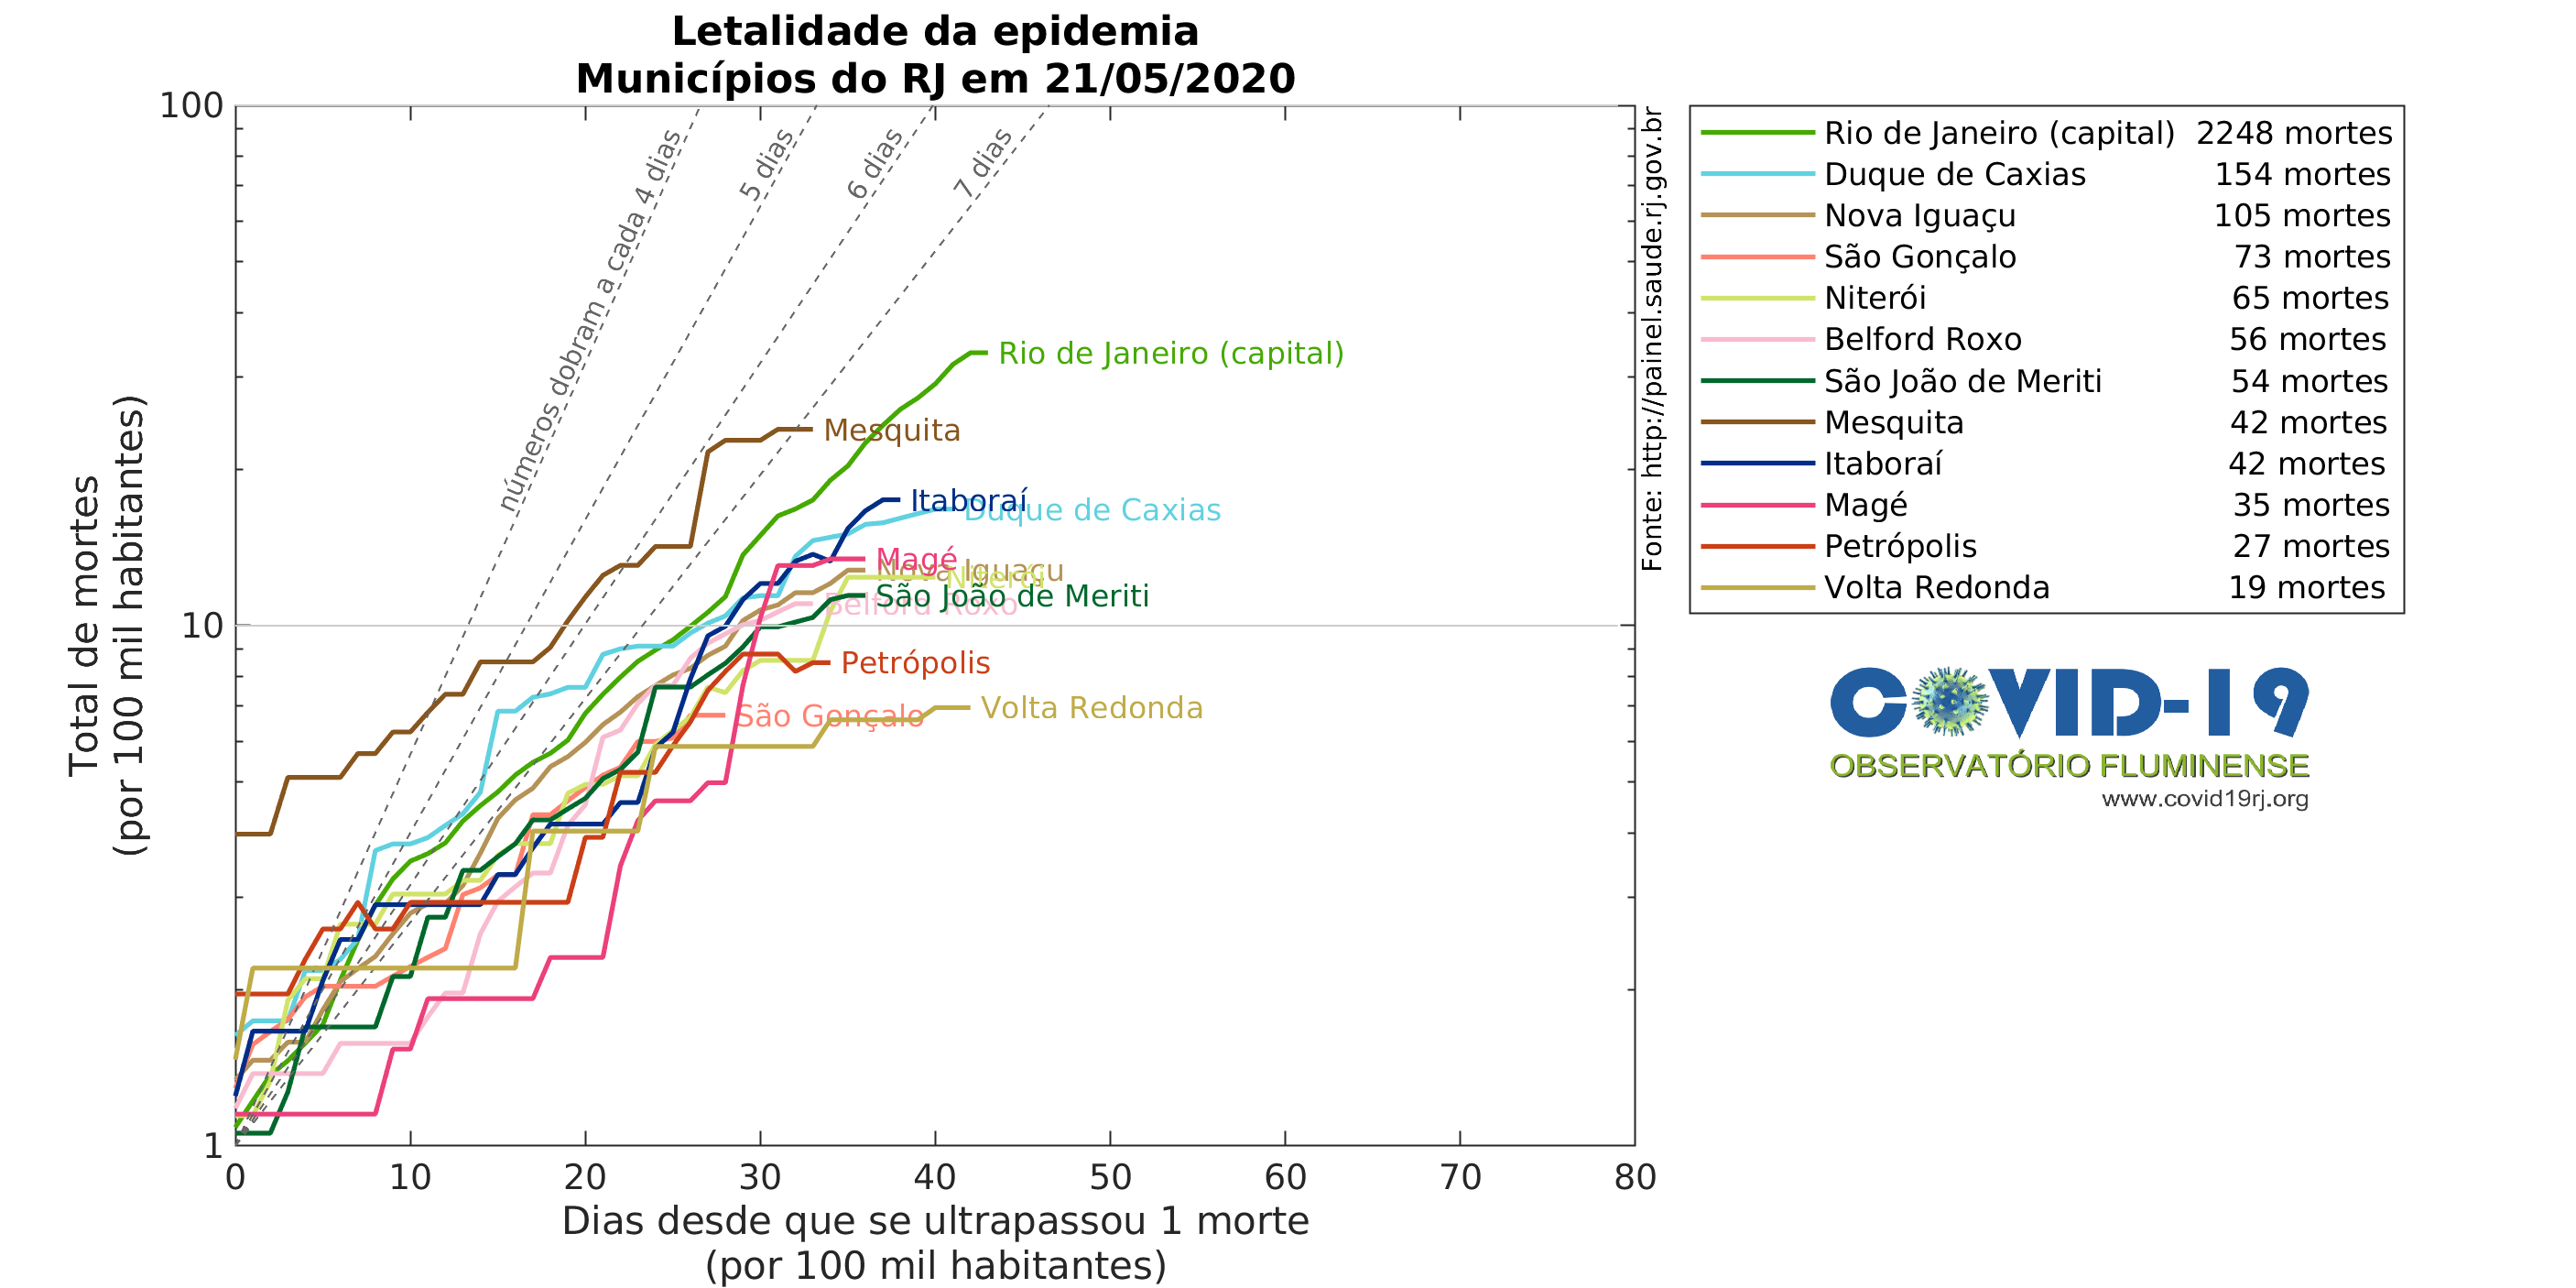 Letalidade da epidemia
Municípios do RJ em 21/05/2020
Total de mortes
(por 100 mil habitantes)
100
10
1
0 10 20 30 40 50 60 70 80
Dias desde que se ultrapassou 1 morte
(por 100 mil habitantes)
números dobram a cada 4 dias
5 dias
6 dias
7 dias
Rio de Janeiro (capital)
Mesquita
Itaboraí
Duque de Caxias
Magé
Nova Iguaçu
Niterói
São João de Meriti
Belford Roxo
Petrópolis
São Gonçalo
Volta Redonda
Fonte: http://painel.saude.rj.gov.br
Rio de Janeiro (capital) 2248 mortes
Duque de Caxias 154 mortes
Nova Iguaçu 105 mortes
São Gonçalo 73 mortes
Niterói 65 mortes
Belford Roxo 56 mortes
São João de Meriti 54 mortes
Mesquita 42 mortes
Itaboraí 42 mortes
Magé 35 mortes
Petrópolis 27 mortes
Volta Redonda 19 mortes
COVID-19
OBSERVATÓRIO FLUMINENSE
www.covid19rj.org